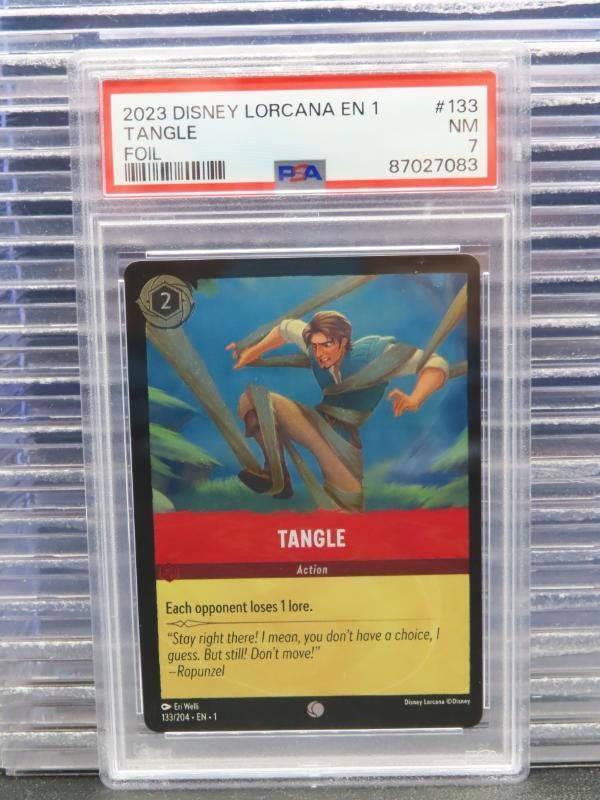 2023 DISNEY LORCANA EN 1 #133
TANGLE NM
FOIL 7
PSA 87027083
2
TANGLE
Action
Each opponent loses 1 lore.
“Stay right there! I mean, you don’t have a choice, I
guess. But still! Don’t move!”
–Rapunzel
Eri Welli
Disney Lorcana ©Disney
133/204 • EN • 1